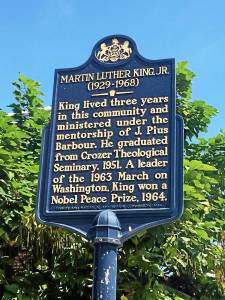 MARTIN LUTHER KING, JR.
(1929-1968)
King lived three years
in this community and
ministered under the
mentorship of J. Pius
Barbour. He graduated
from Crozer Theological
Seminary, 1951. A leader
of the 1963 March on
Washington, King won a
Nobel Peace Prize, 1964.